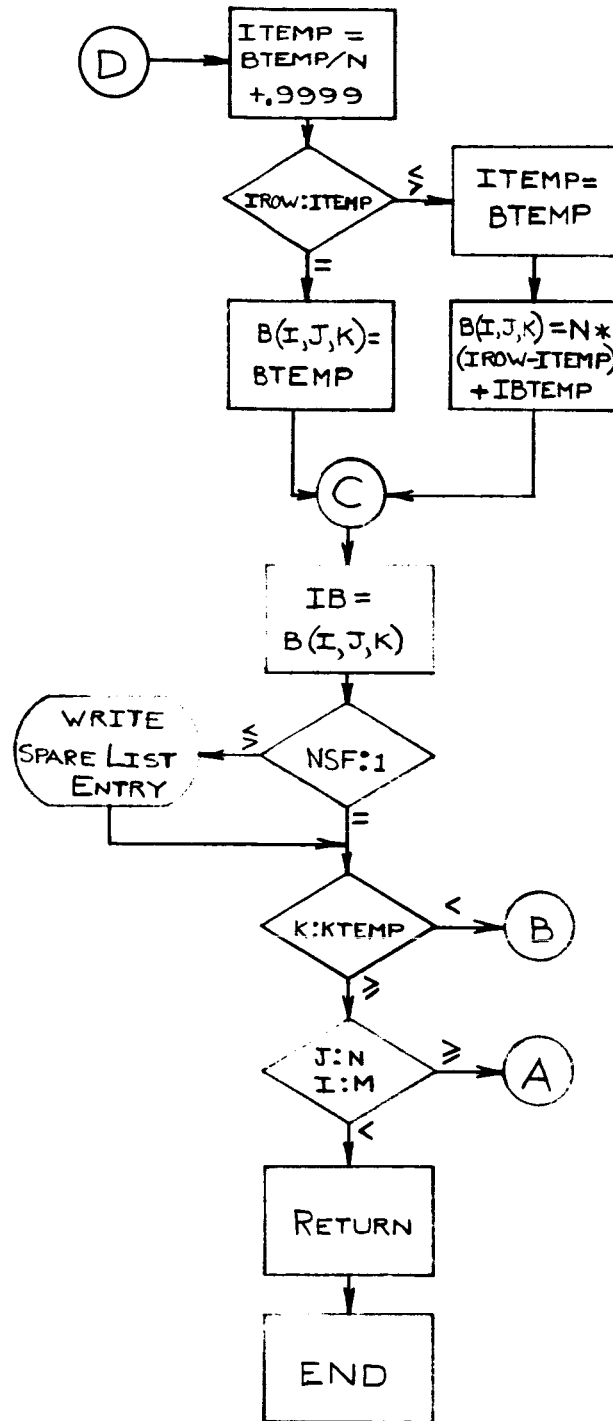 D
ITEMP =
BTEMP/N
+.9999
IROW:ITEMP
≶
=
ITEMP=
BTEMP
B(I,J,K)=
BTEMP
B(I,J,K)=N*
(IROW-ITEMP)
+IBTEMP
C
IB =
B(I,J,K)
NSF:1
≶
=
WRITE
SPARE LIST
ENTRY
K:KTEMP
<
B
≥
J:N
I:M
≥
A
<
RETURN
END